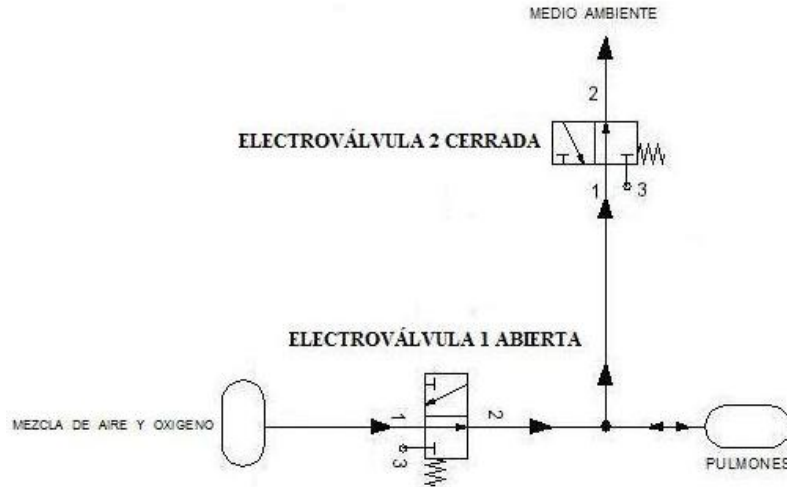 MEDIO AMBIENTE
2
ELECTROVÁLVULA 2 CERRADA
1
3
ELECTROVÁLVULA 1 ABIERTA
MEZCLA DE AIRE Y OXIGENO
1
2
3
PULMONES